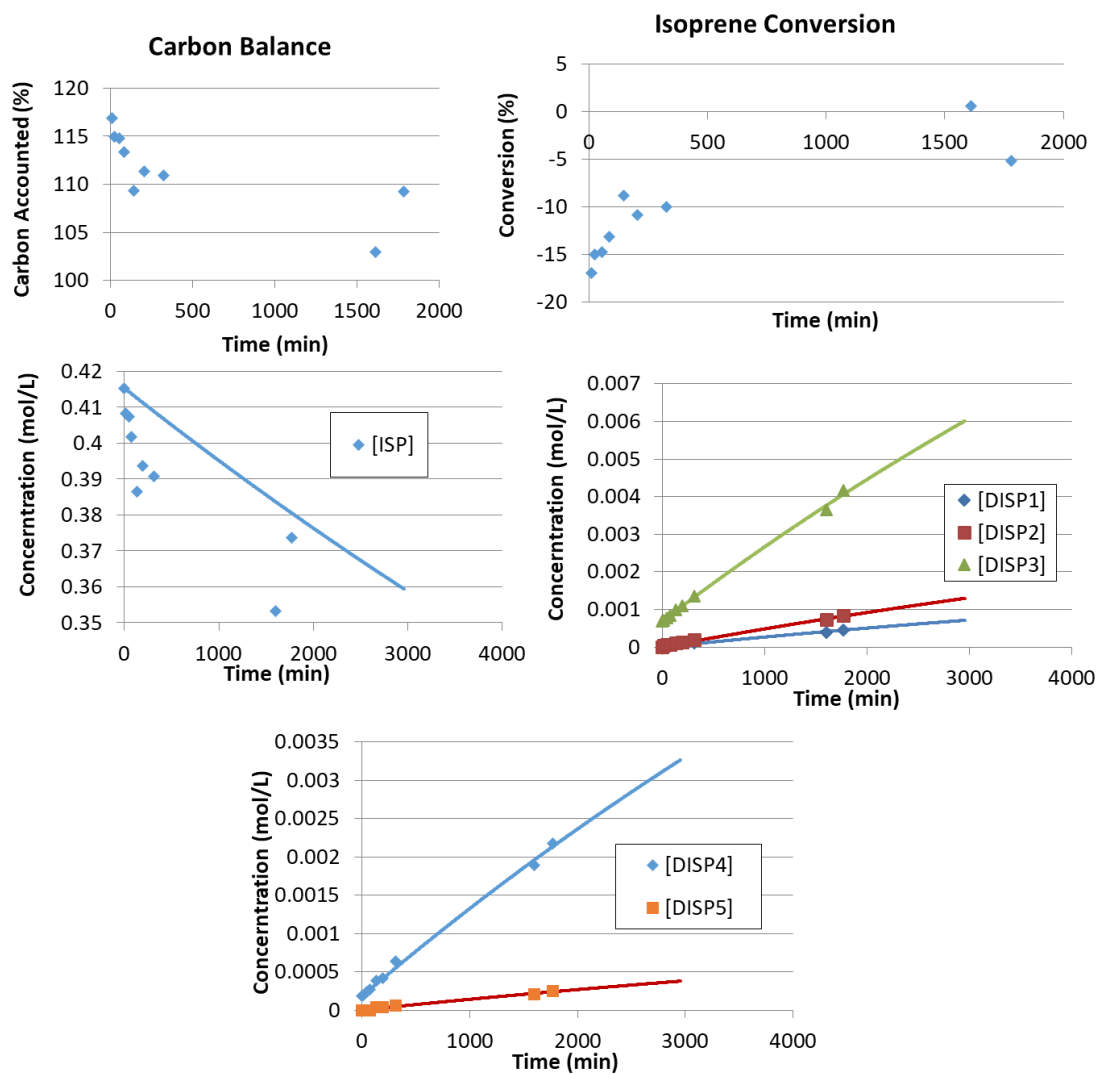 Carbon Balance
Carbon Accounted (%)
120
115
110
105
100
0 500 1000 1500 2000
Time (min)
Isoprene Conversion
Conversion (%)
5
0
-5
-10
-15
-20
0 500 1000 1500 2000
Time (min)
Concerntration (mol/L)
0.42
0.41
0.4
0.39
0.38
0.37
0.36
0.35
0 1000 2000 3000 4000
Time (min)
[ISP]
Concerntration (mol/L)
0.007
0.006
0.005
0.004
0.003
0.002
0.001
0
0 1000 2000 3000 4000
Time (min)
[DISP1]
[DISP2]
[DISP3]
Concerntration (mol/L)
0.0035
0.003
0.0025
0.002
0.0015
0.001
0.0005
0
0 1000 2000 3000 4000
Time (min)
[DISP4]
[DISP5]